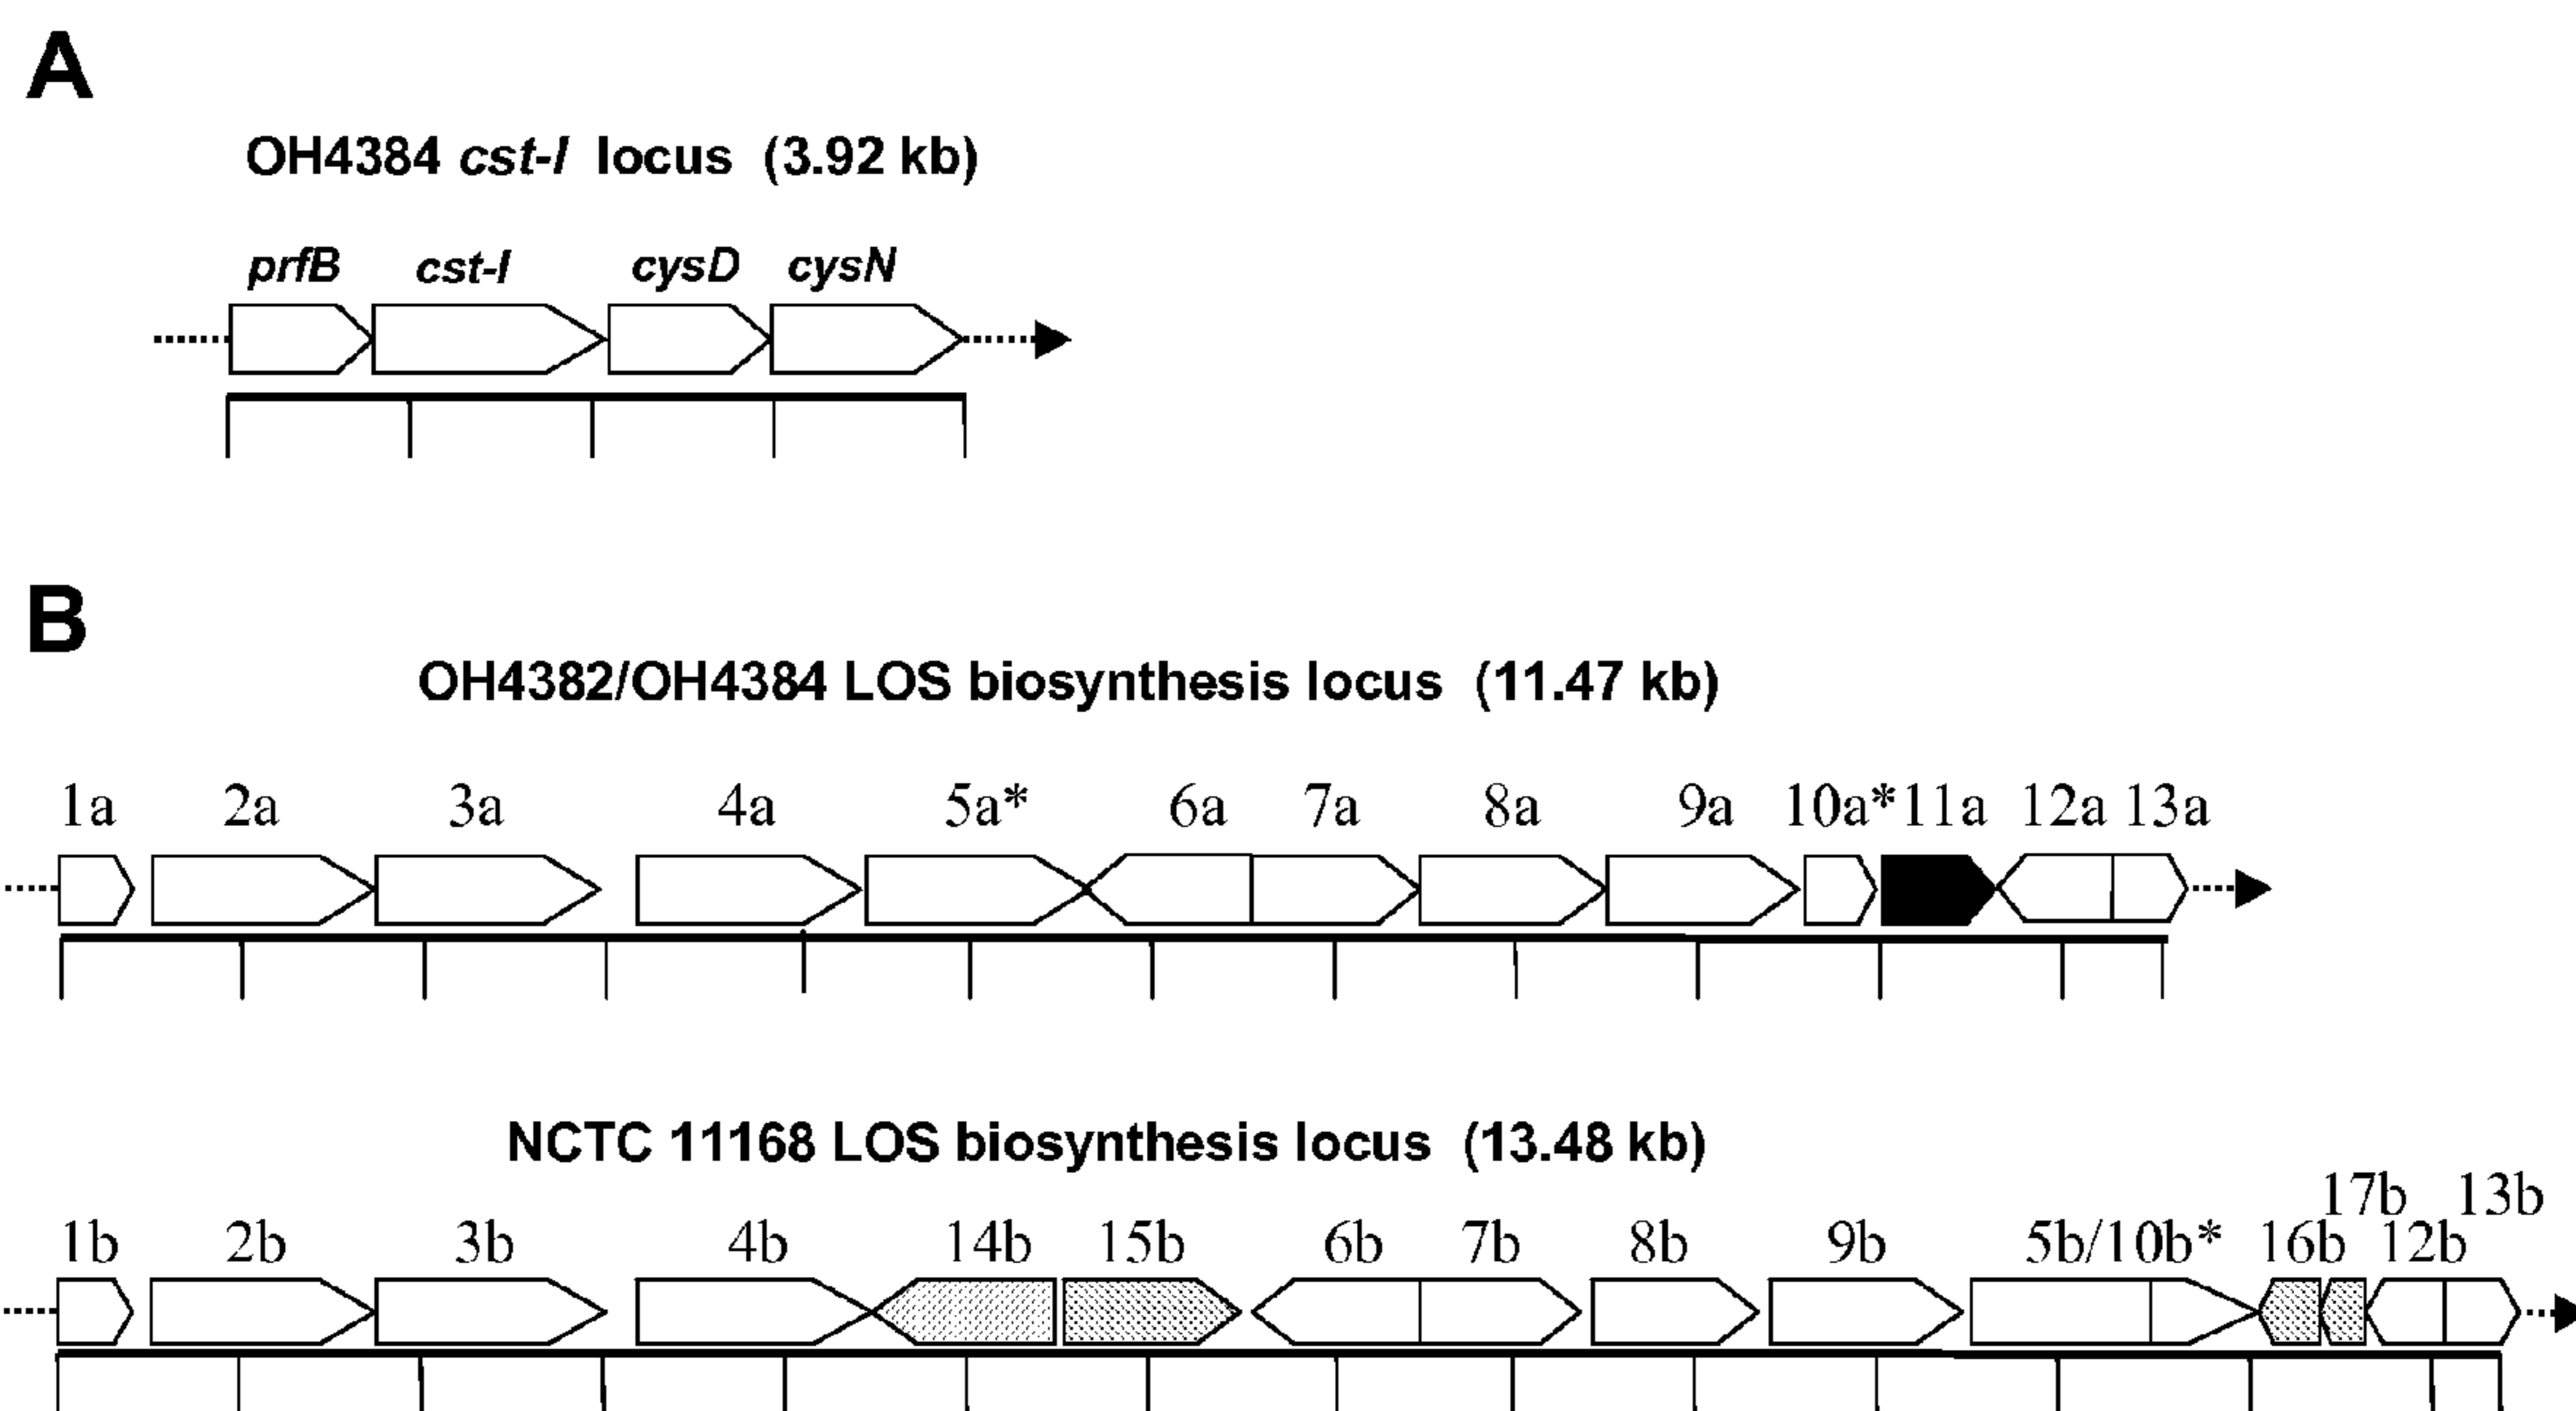 A
OH4384 cst-I locus (3.92 kb)
prfB cst-I cysD cysN
B
OH4382/OH4384 LOS biosynthesis locus (11.47 kb)
1a 2a 3a 4a 5a* 6a 7a 8a 9a 10a* 11a 12a 13a
NCTC 11168 LOS biosynthesis locus (13.48 kb)
17b 13b
1b 2b 3b 4b 14b 15b 6b 7b 8b 9b 5b/10b* 16b 12b